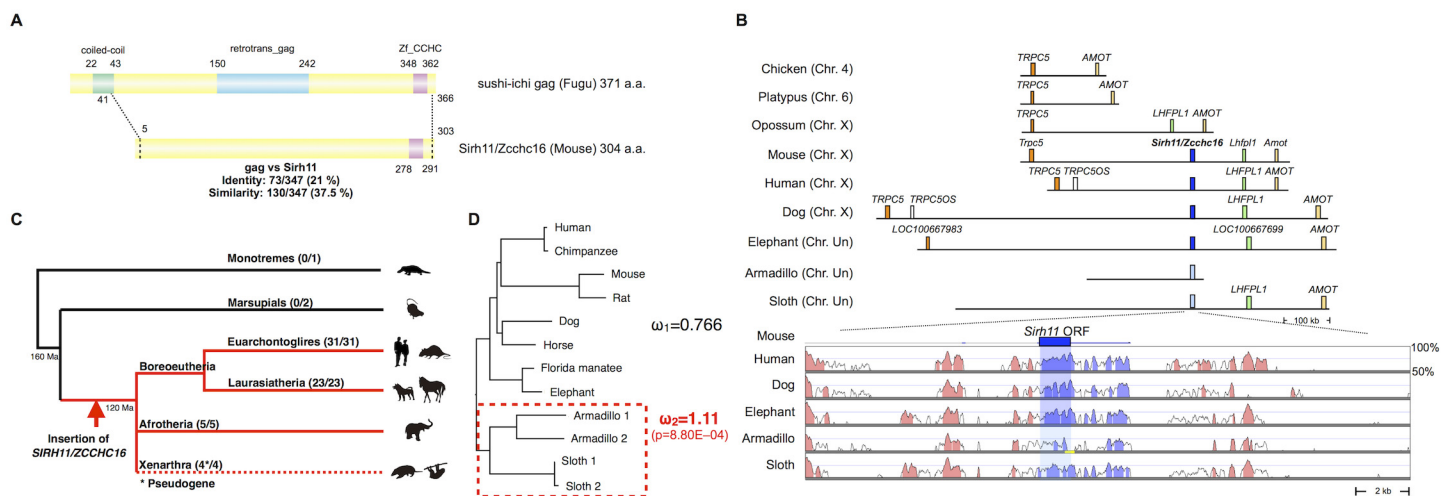 A
coiled-coil
retrotrans_gag
Zf_CCHC
22 43
150
242
348 362
sushi-ichi gag (Fugu) 371 a.a.
41
366
5
303
Sirh11/Zcchc16 (Mouse) 304 a.a.
278 291
gag vs Sirh11
Identity: 73/347 (21 %)
Similarity: 130/347 (37.5 %)
B
TRPC5
AMOT
Chicken (Chr. 4)
TRPC5
AMOT
Platypus (Chr. 6)
TRPC5
LHFPL1 AMOT
Opossum (Chr. X)
Trpc5
Sirh11/Zcchc16
Lhfpl1
Amot
Mouse (Chr. X)
TRPC5 TRPC5OS
LHFPL1 AMOT
Human (Chr. X)
TRPC5 TRPC5OS
LHFPL1
AMOT
Dog (Chr. X)
LOC100667983
LOC100667699
AMOT
Elephant (Chr. Un)
Armadillo (Chr. Un)
LHFPL1
AMOT
Sloth (Chr. Un)
100 kb
Mouse
Sirh11 ORF
100%
Human
50%
Dog
Elephant
Armadillo
Sloth
2 kb
C
Monotremes (0/1)
Marsupials (0/2)
160 Ma
Euarchontoglires (31/31)
Boreoeutheria
Laurasiatheria (23/23)
120 Ma
Insertion of
SIRH11/ZCCHC16
Afrotheria (5/5)
Xenarthra (4*/4)
* Pseudogene
D
Human
Chimpanzee
Mouse
Rat
Dog
Horse
Florida manatee
Elephant
Armadillo 1
Armadillo 2
Sloth 1
Sloth 2
ω1=0.766
ω2=1.11
(p=8.80E–04)